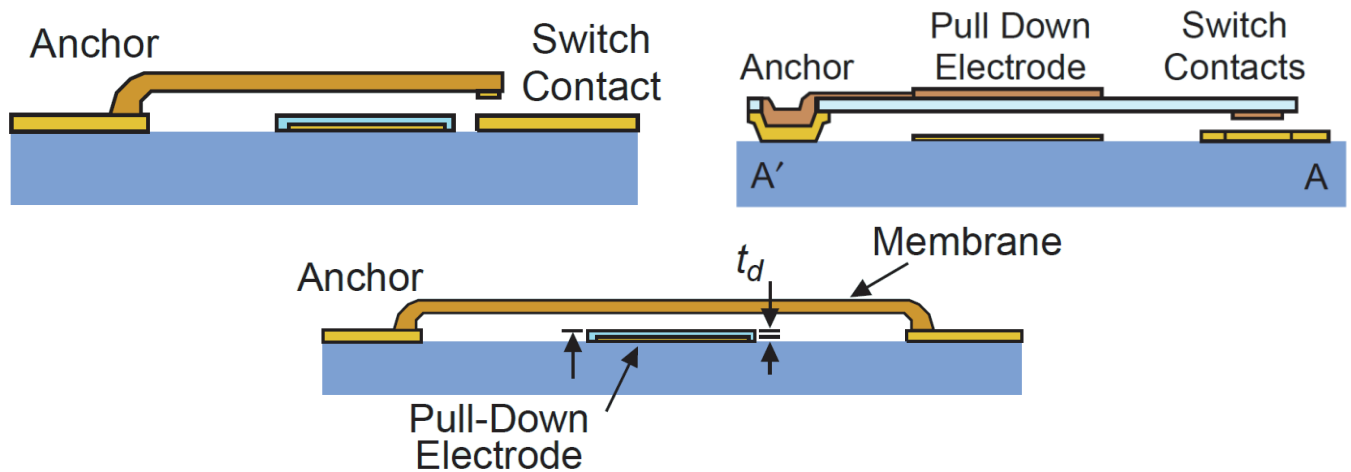 Anchor
Switch
Contact
Pull Down
Electrode
Switch
Contacts
Anchor
A′
A
Anchor
t_d
Membrane
Pull-Down
Electrode